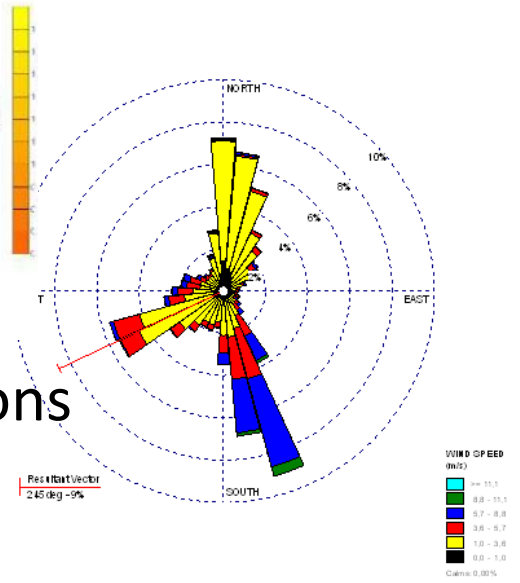 NORTH
10%
8%
6%
4%
2%
T
EAST
ons
Resultant Vector
245 deg - 9%
SOUTH
WIND SPEED
(m/s)
>= 11,1
8,8 - 11,1
5,7 - 8,8
3,6 - 5,7
1,0 - 3,6
0,0 - 1,0
Calms: 0,00%